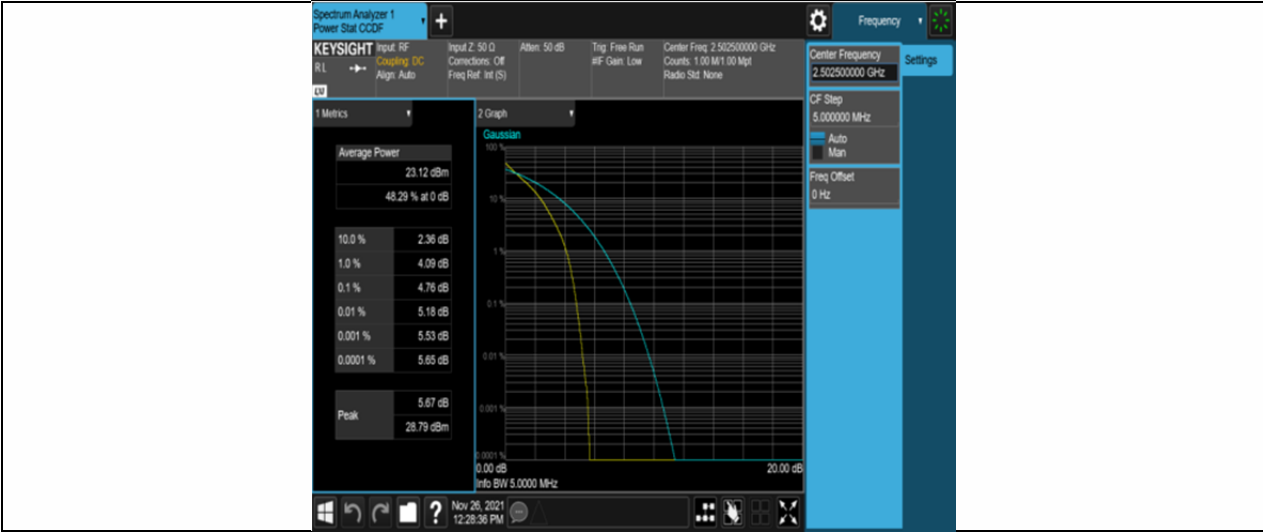 Spectrum Analyzer 1
Power Stat CCDF
+
Frequency
KEYSIGHT
RL
LV
Input: RF
Coupling: DC
Align: Auto
Input Z: 50 Ω
Corrections: Off
Freq Ref: Int (S)
Atten: 50 dB
Trig: Free Run
#IF Gain: Low
Center Freq: 2.502500000 GHz
Counts: 1.00 M/1.00 Mpt
Radio Std: None
Center Frequency
2.502500000 GHz
Settings
CF Step
5.000000 MHz
Auto
Man
Freq Offset
0 Hz
1 Metrics
Average Power
23.12 dBm
48.29 % at 0 dB
10.0 % 2.36 dB
1.0 % 4.09 dB
0.1 % 4.76 dB
0.01 % 5.18 dB
0.001 % 5.53 dB
0.0001 % 5.65 dB
Peak
5.67 dB
28.79 dBm
2 Graph
Gaussian
100 %
10 %
1 %
0.1 %
0.01 %
0.001 %
0.0001 %
0.00 dB 20.00 dB
Info BW 5.0000 MHz
?
Nov 26, 2021
12:28:36 PM